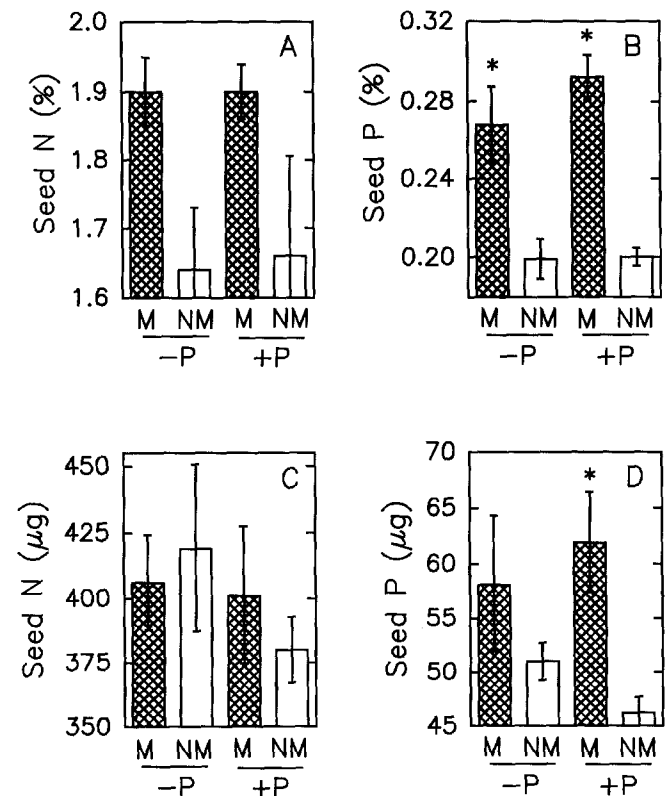 A
Seed N (%)
2.0
1.9
1.8
1.7
1.6
M NM M NM
−P +P
B
Seed P (%)
0.32
0.28
0.24
0.20
* *
M NM M NM
−P +P
C
Seed N (μg)
450
425
400
375
350
M NM M NM
−P +P
D
Seed P (μg)
70
65
60
55
50
45
*
M NM M NM
−P +P